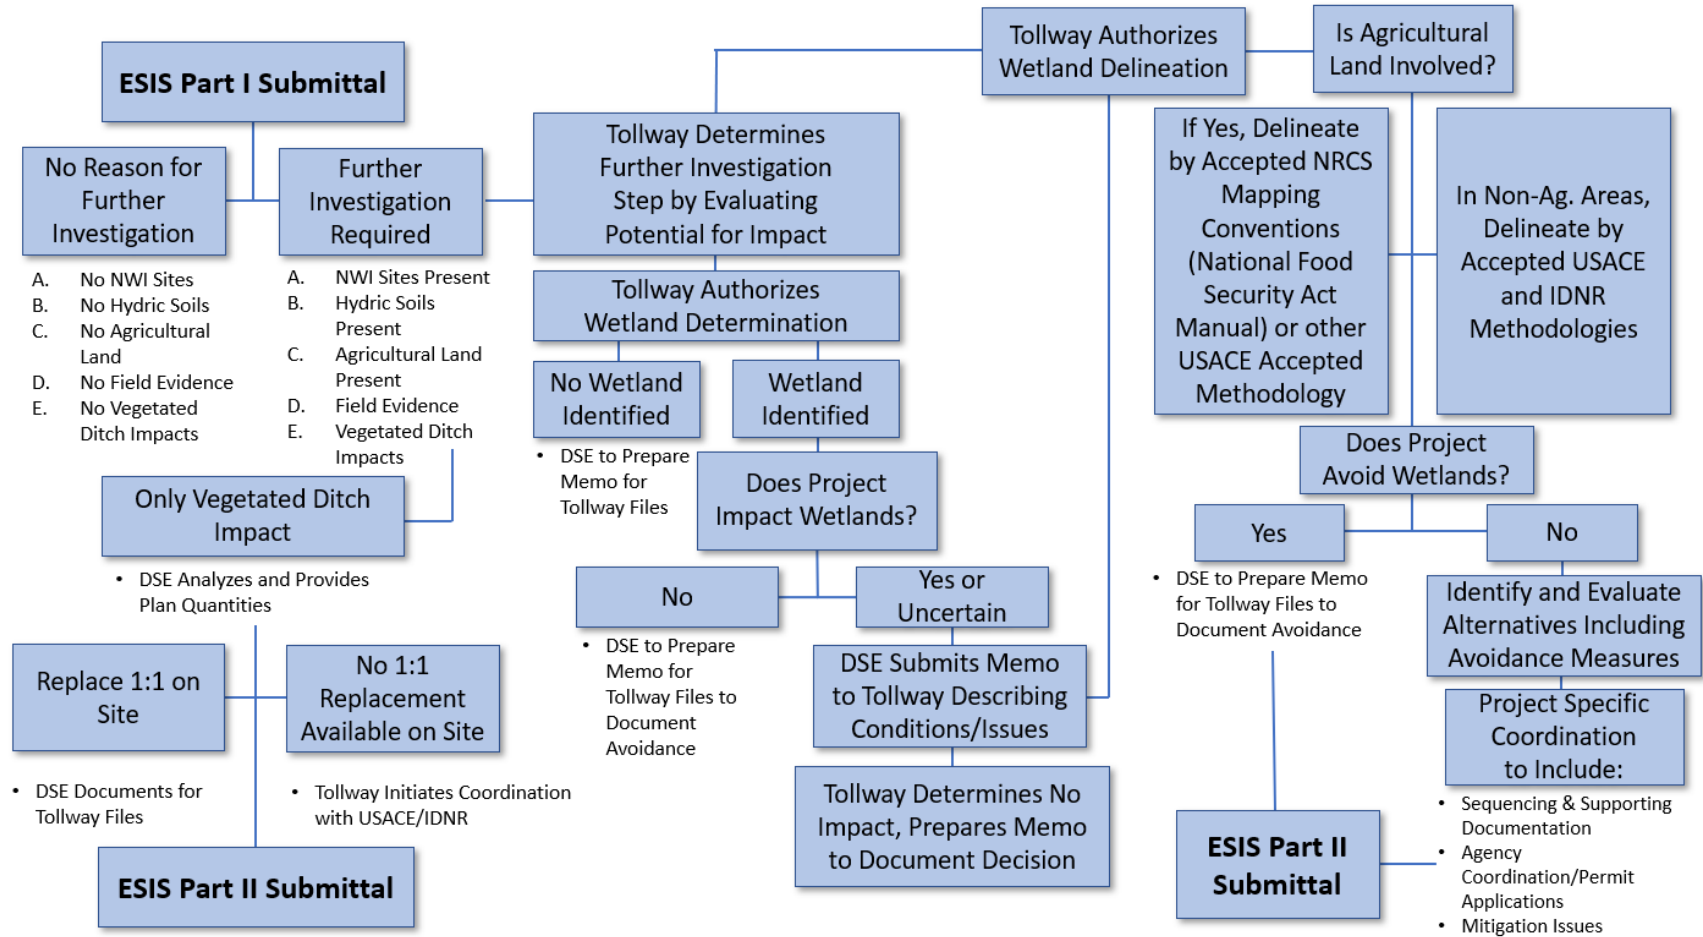 ESIS Part I Submittal
No Reason for
Further
Investigation
A. No NWI Sites
B. No Hydric Soils
C. No Agricultural
Land
D. No Field Evidence
E. No Vegetated
Ditch Impacts
Further
Investigation
Required
A. NWI Sites Present
B. Hydric Soils
Present
C. Agricultural Land
Present
D. Field Evidence
E. Vegetated Ditch
Impacts
Only Vegetated Ditch
Impact
• DSE Analyzes and Provides
Plan Quantities
Replace 1:1 on
Site
• DSE Documents for
Tollway Files
No 1:1
Replacement
Available on Site
• Tollway Initiates Coordination
with USACE/IDNR
ESIS Part II Submittal
Tollway Determines
Further Investigation
Step by Evaluating
Potential for Impact
Tollway Authorizes
Wetland Determination
No Wetland
Identified
• DSE to Prepare
Memo for
Tollway Files
Wetland
Identified
Does Project
Impact Wetlands?
No
• DSE to Prepare
Memo for
Tollway Files to
Document
Avoidance
Yes or
Uncertain
DSE Submits Memo
to Tollway Describing
Conditions/Issues
Tollway Determines No
Impact, Prepares Memo
to Document Decision
Tollway Authorizes
Wetland Delineation
Is Agricultural
Land Involved?
If Yes, Delineate
by Accepted NRCS
Mapping
Conventions
(National Food
Security Act
Manual) or other
USACE Accepted
Methodology
In Non-Ag. Areas,
Delineate by
Accepted USACE
and IDNR
Methodologies
Does Project
Avoid Wetlands?
Yes
• DSE to Prepare Memo
for Tollway Files to
Document Avoidance
No
Identify and Evaluate
Alternatives Including
Avoidance Measures
Project Specific
Coordination
to Include:
• Sequencing & Supporting
Documentation
• Agency
Coordination/Permit
Applications
• Mitigation Issues
ESIS Part II
Submittal